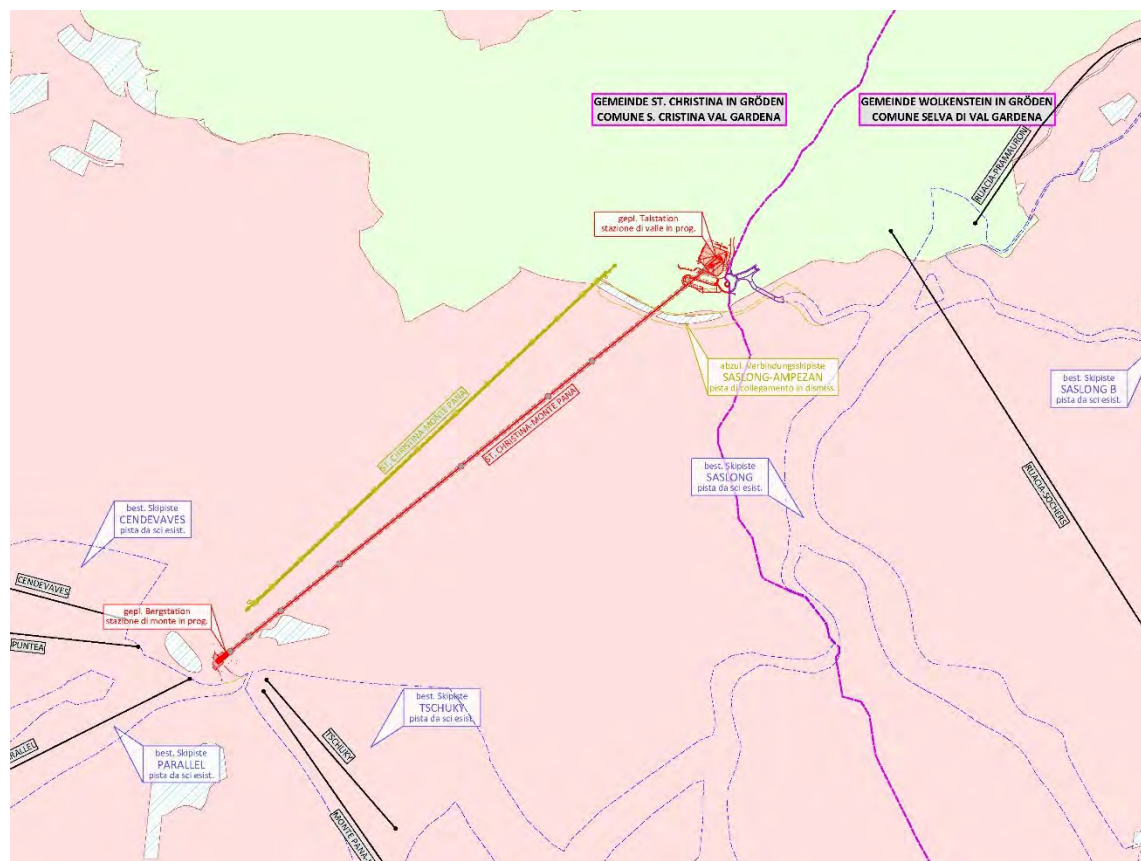 GEMEINDE ST. CHRISTINA IN GRÖDEN
COMUNE S. CRISTINA VAL GARDENA
GEMEINDE WOLKENSTEIN IN GRÖDEN
COMUNE SELVA DI VAL GARDENA
RUACIA-PRAMAURON
gepl. Talstation
stazione di valle in prog.
abzul. Verbindungsskipiste
SASLONG-AMPEZAN
pista di collegamento in dismiss.
best. Skipiste
SASLONG B
pista da sci esist.
ST. CHRISTINA-MONTE PANA
ST. CHRISTINA-MONTE PANA
best. Skipiste
SASLONG
pista da sci esist.
RUACIA-SOCHERS
best. Skipiste
CENDEVAVES
pista da sci esist.
CENDEVAVES
gepl. Bergstation
stazione di monte in prog.
PUNTEA
best. Skipiste
TSCHUKY
pista da sci esist.
TSCHUKY
RALLEL
best. Skipiste
PARALLEL
pista da sci esist.
MONTE PANA-